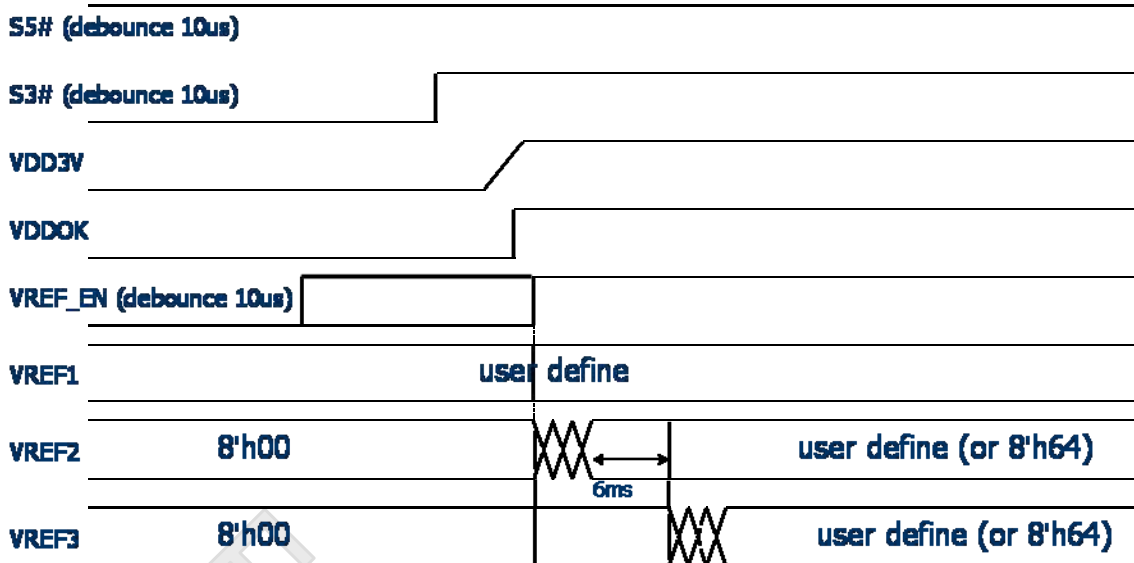 S5# (debounce 10us)
S3# (debounce 10us)
VDD3V
VDDOK
VREF_EN (debounce 10us)
VREF1 user define
VREF2 8'h00 user define (or 8'h64)
6ms
VREF3 8'h00 user define (or 8'h64)